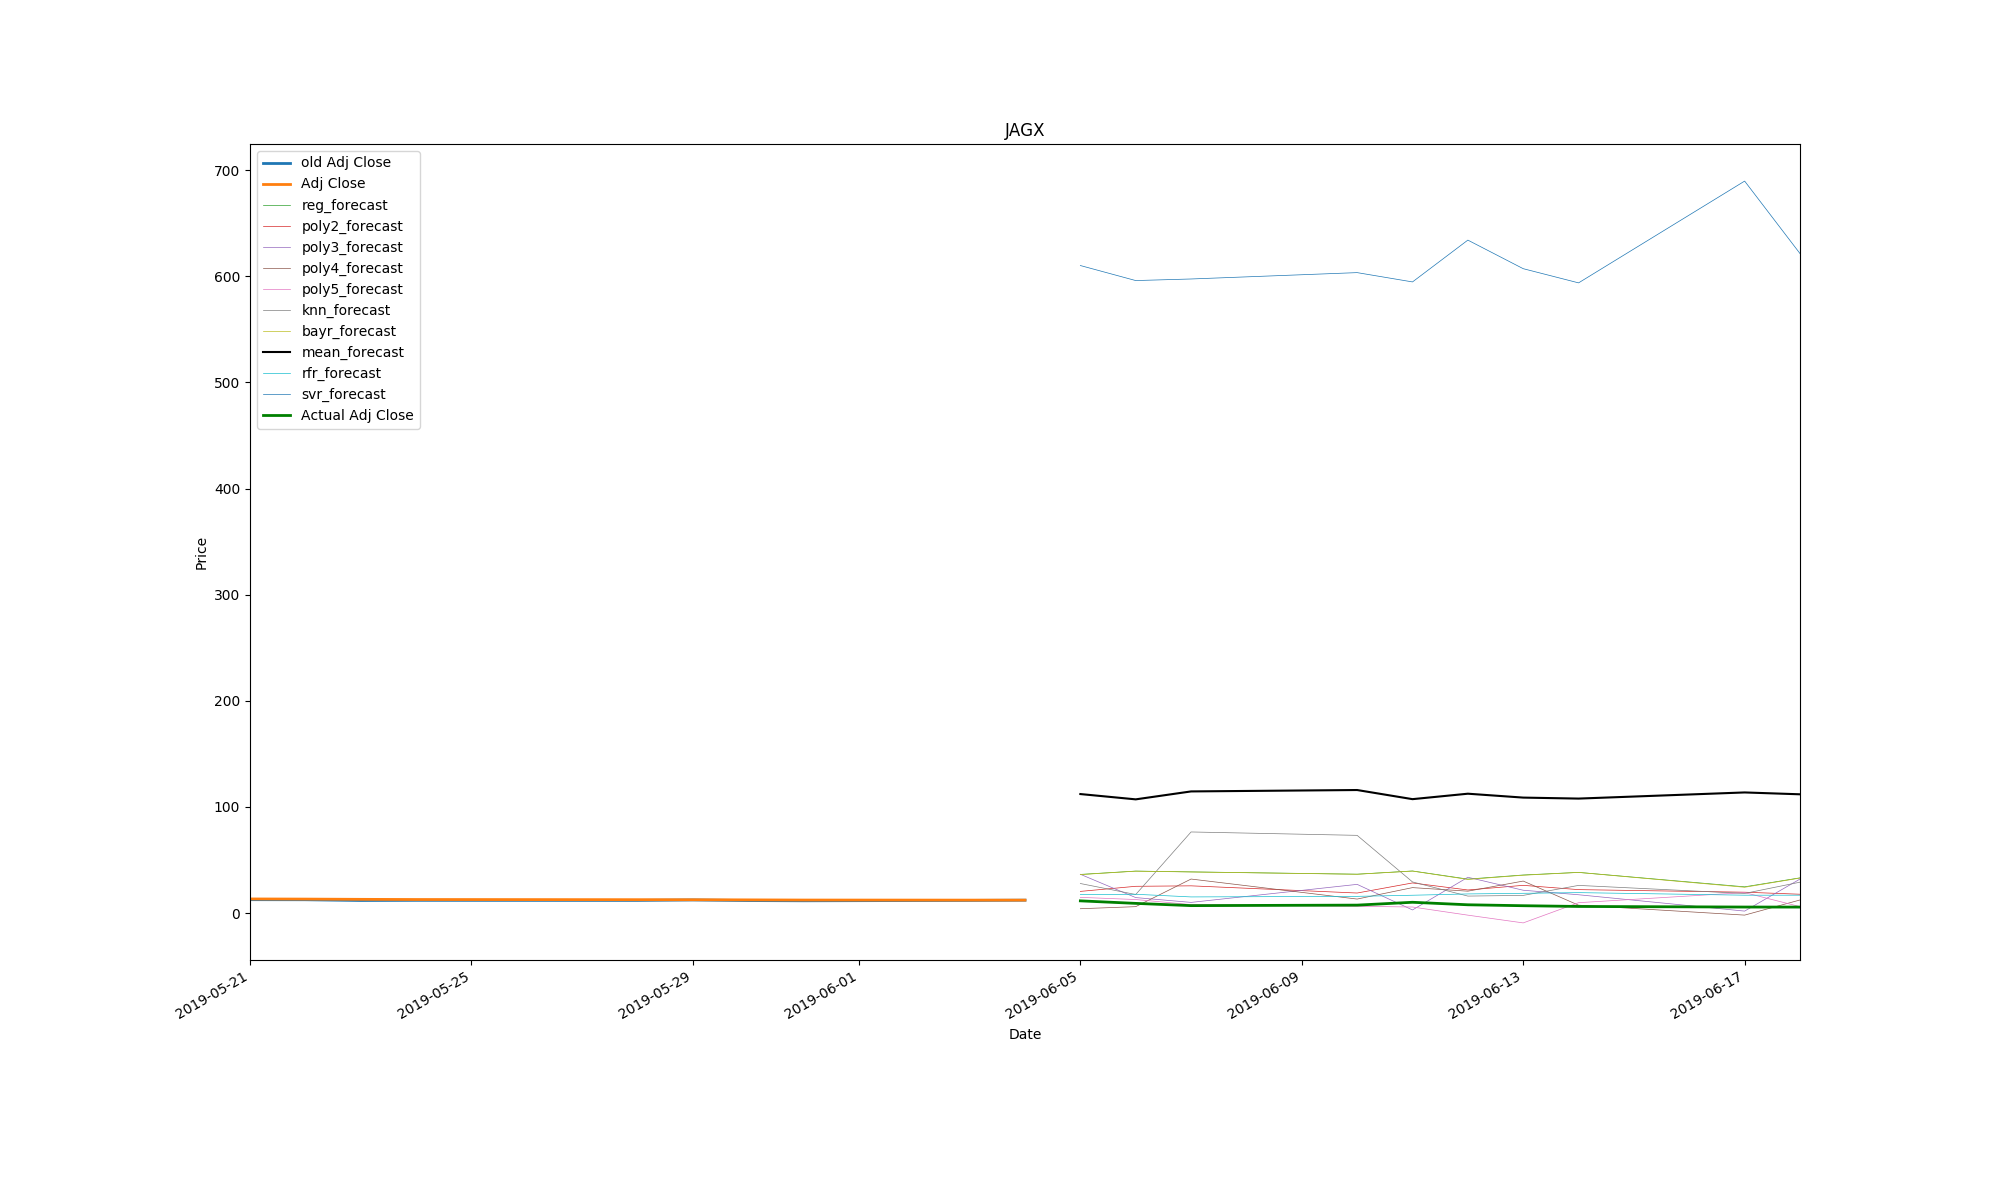 JAGX
old Adj Close
Adj Close
reg_forecast
poly2_forecast
poly3_forecast
poly4_forecast
poly5_forecast
knn_forecast
bayr_forecast
mean_forecast
rfr_forecast
svr_forecast
Actual Adj Close
700
600
500
400
300
200
100
0
Price
2019-05-21
2019-05-25
2019-05-29
2019-06-01
2019-06-05
2019-06-09
2019-06-13
2019-06-17
Date